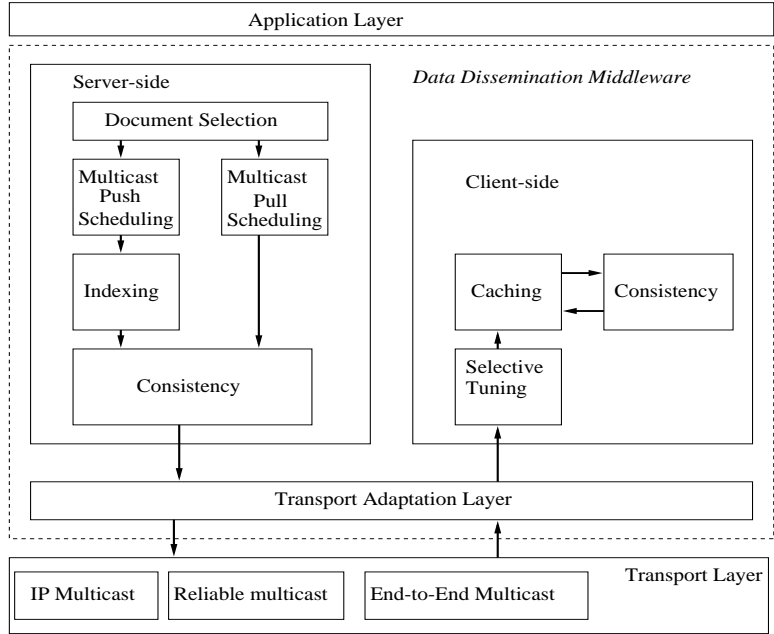 Application Layer
Server-side
Data Dissemination Middleware
Document Selection
Multicast
Push
Scheduling
Multicast
Pull
Scheduling
Indexing
Consistency
Client-side
Caching
Consistency
Selective
Tuning
Transport Adaptation Layer
Transport Layer
IP Multicast
Reliable multicast
End-to-End Multicast